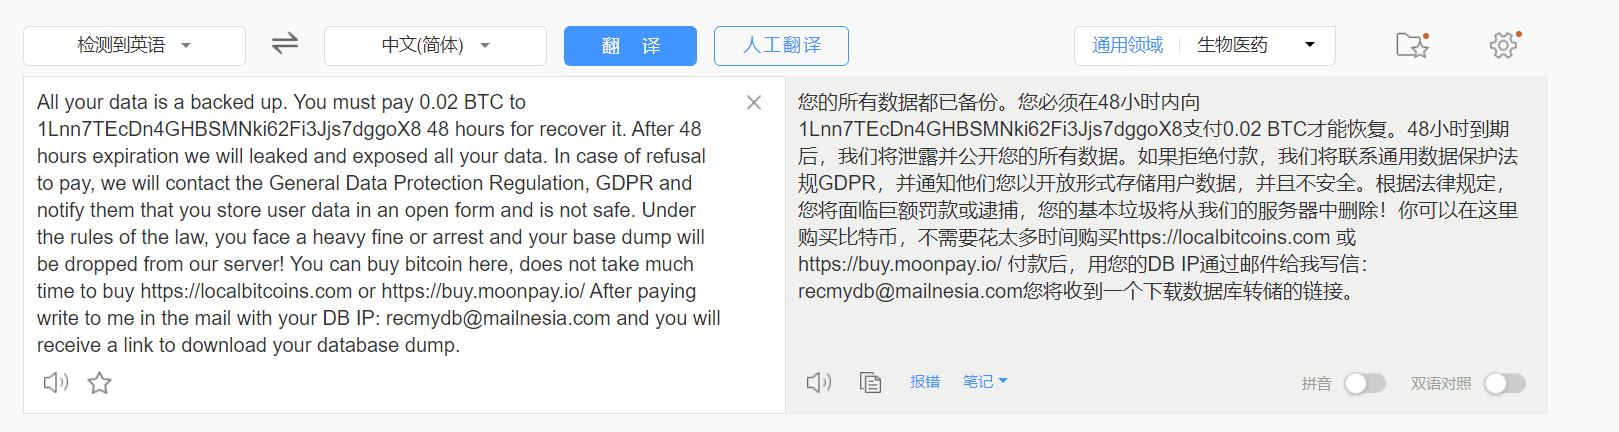 检测到英语
中文(简体)
翻 译
人工翻译
通用领域
生物医药
All your data is a backed up. You must pay 0.02 BTC to
1Lnn7TEcDn4GHBSMNki62Fi3Jjs7dggoX8 48 hours for recover it. After 48
hours expiration we will leaked and exposed all your data. In case of refusal
to pay, we will contact the General Data Protection Regulation, GDPR and
notify them that you store user data in an open form and is not safe. Under
the rules of the law, you face a heavy fine or arrest and your base dump will
be dropped from our server! You can buy bitcoin here, does not take much
time to buy https://localbitcoins.com or https://buy.moonpay.io/ After paying
write to me in the mail with your DB IP: recmydb@mailnesia.com and you will
receive a link to download your database dump.
您的所有数据都已备份。您必须在48小时内向
1Lnn7TEcDn4GHBSMNki62Fi3Jjs7dggoX8支付0.02 BTC才能恢复。48小时到期
后，我们将泄露并公开您的所有数据。如果拒绝付款，我们将联系通用数据保护法
规GDPR，并通知他们您以开放形式存储用户数据，并且不安全。根据法律规定，
您将面临巨额罚款或逮捕，您的基本垃圾将从我们的服务器中删除！你可以在这里
购买比特币，不需要花太多时间购买https://localbitcoins.com 或
https://buy.moonpay.io/ 付款后，用您的DB IP通过邮件给我写信：
recmydb@mailnesia.com您将收到一个下载数据库转储的链接。
报错
笔记
拼音
双语对照